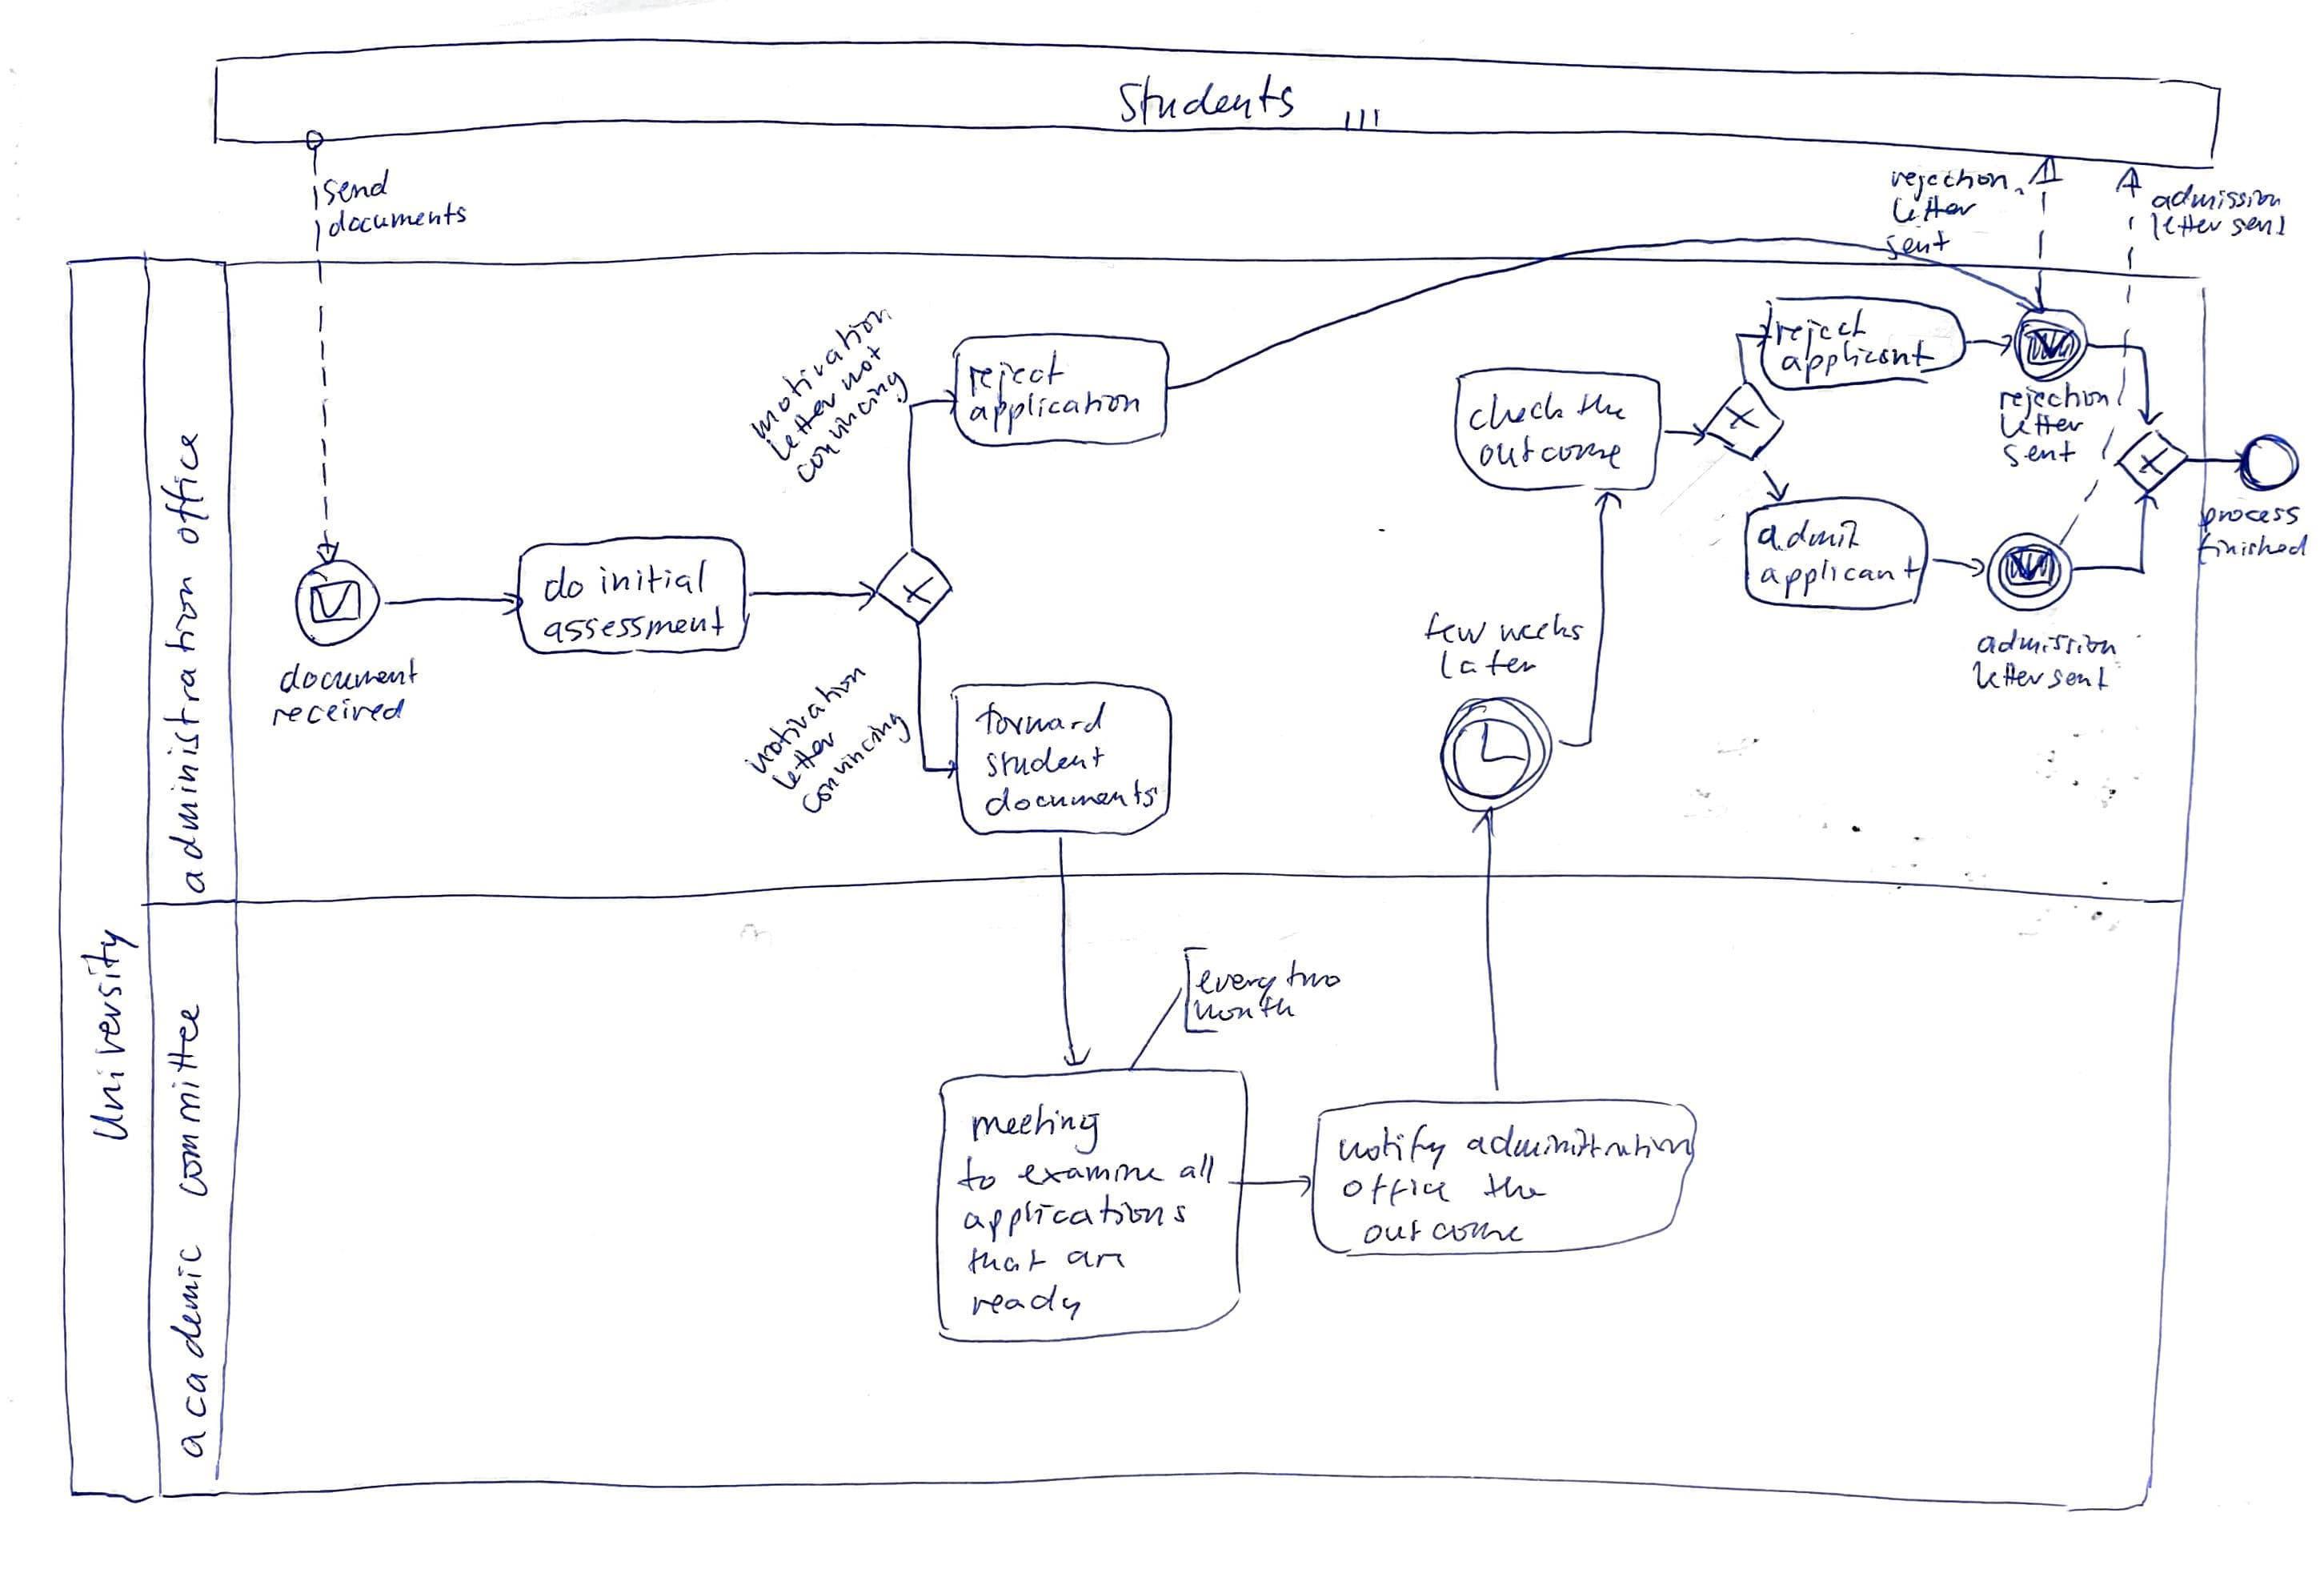 Students
send
documents
rejection
letter
sent
admission
letter sent
University
administration office
academic committee
document
received
do initial
assessment
motivation
letter not
convincing
reject
application
motivation
letter
convincing
forward
student
documents
few weeks
later
check the
outcome
reject
applicant
rejection
letter
sent
admit
applicant
admission
letter sent
process
finished
every two
month
meeting
to examine all
applications
that are
ready
notify administration
office the
outcome